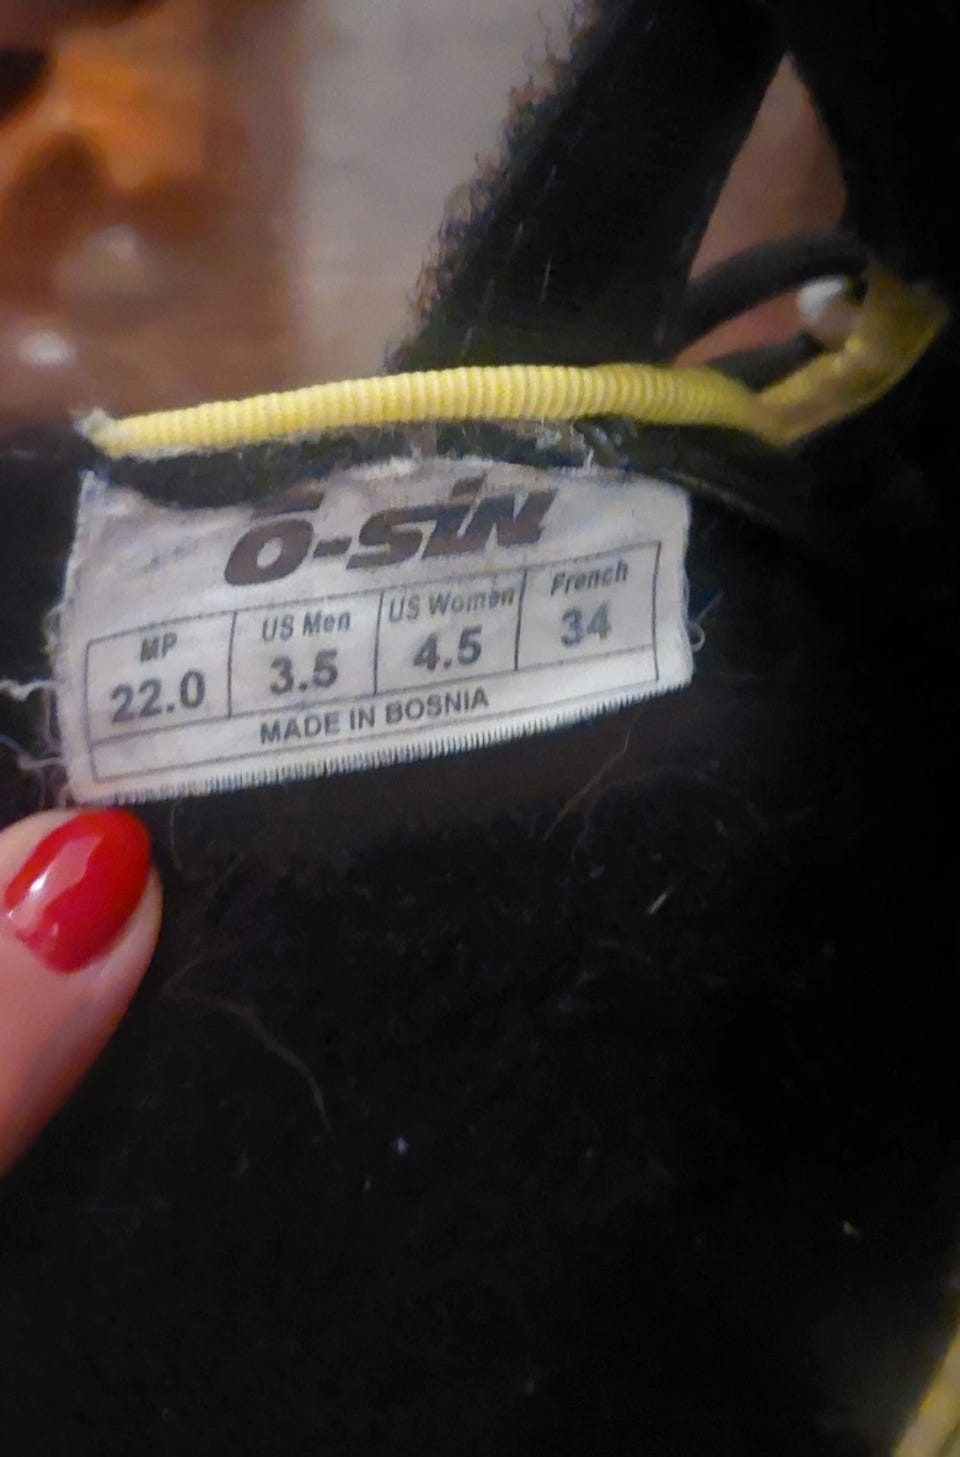 Ō-SiN
MP US Men US Women French
22.0 3.5 4.5 34
MADE IN BOSNIA